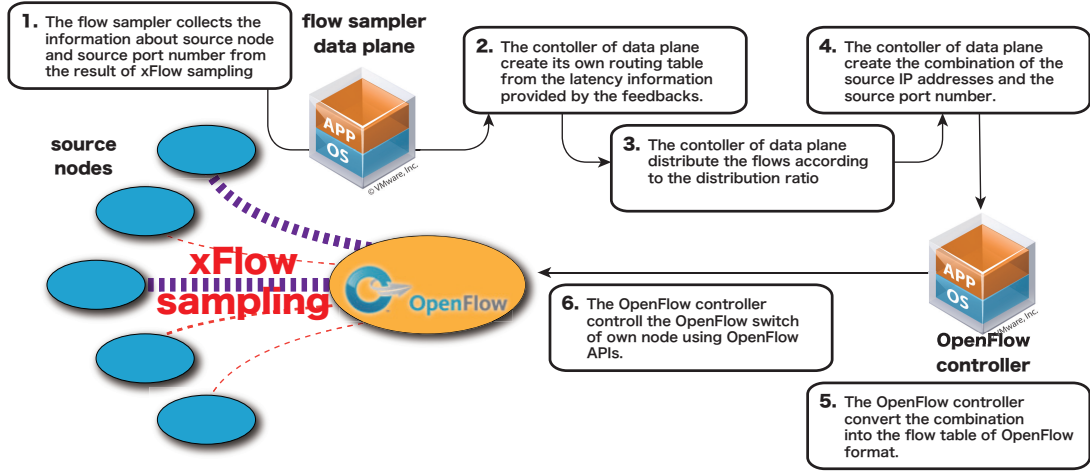 1. The flow sampler collects the
information about source node
and source port number from
the result of xFlow sampling
flow sampler
data plane
2. The contoller of data plane
create its own routing table
from the latency information
provided by the feedbacks.
4. The contoller of data plane
create the combination of the
source IP addresses and the
source port number.
APP
OS
© VMware, Inc.
3. The contoller of data plane
distribute the flows according
to the distribution ratio
source
nodes
xFlow
sampling
OpenFlow
APP
OS
VMware, Inc.
6. The OpenFlow controller
controll the OpenFlow switch
of own node using OpenFlow
APIs.
OpenFlow
controller
5. The OpenFlow controller
convert the combination
into the flow table of OpenFlow
format.